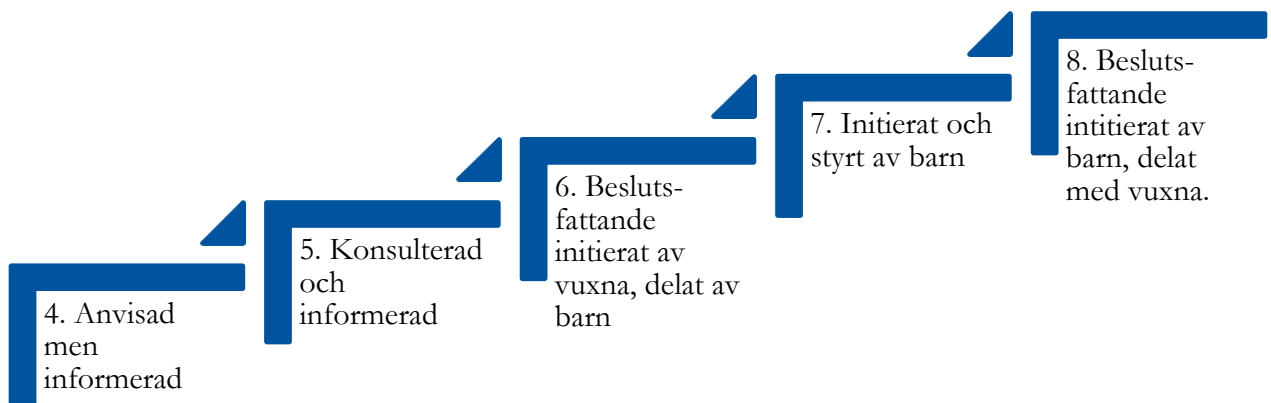 4. Anvisad
men
informerad
5. Konsulterad
och
informerad
6. Besluts-
fattande
initierat av
vuxna, delat av
barn
7. Initierat och
styrt av barn
8. Besluts-
fattande
intitierat av
barn, delat
med vuxna.